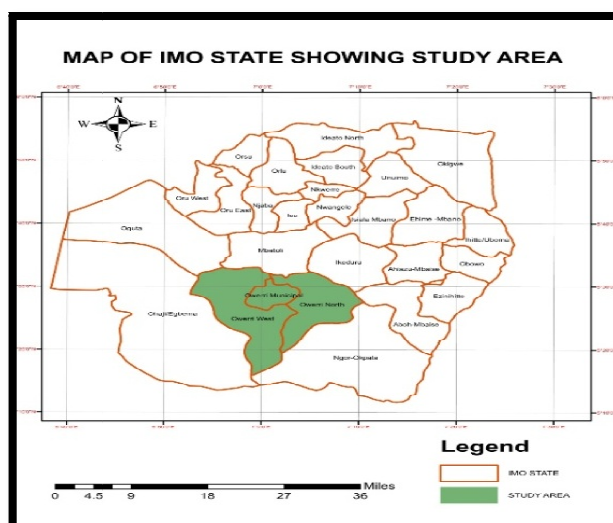 MAP OF IMO STATE SHOWING STUDY AREA
N
W E
S
Ideato North
Okigwe
Orsu
Orlu
Ideato South
Unuimo
Nkwerre
Oru West
Oru East
Njaba
Isu
Nwangele
Isiala Mbano
Ehime -Mbano
Oguta
Ihitte/Uboma
Mbaitoli
Ikeduru
Obowo
Ahiazu-Mbaise
Owerri Municipal
Ezinihitte
Owerri North
Ohaji/Egbema
Owerri West
Aboh-Mbaise
Ngor-Okpala
Legend
IMO STATE
STUDY AREA
Miles
0 4.5 9 18 27 36